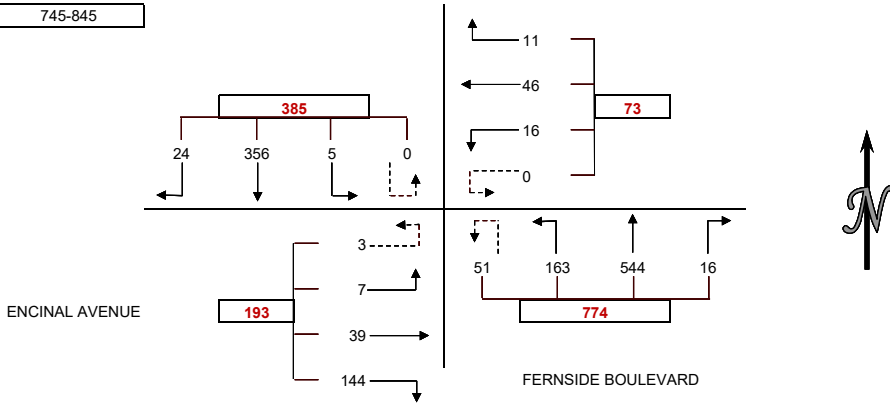 745-845
11
46
16
0
73
385
24 356 5 0
3
7
39
144
193
51 163 544 16
774
ENCINAL AVENUE
FERNSIDE BOULEVARD
N